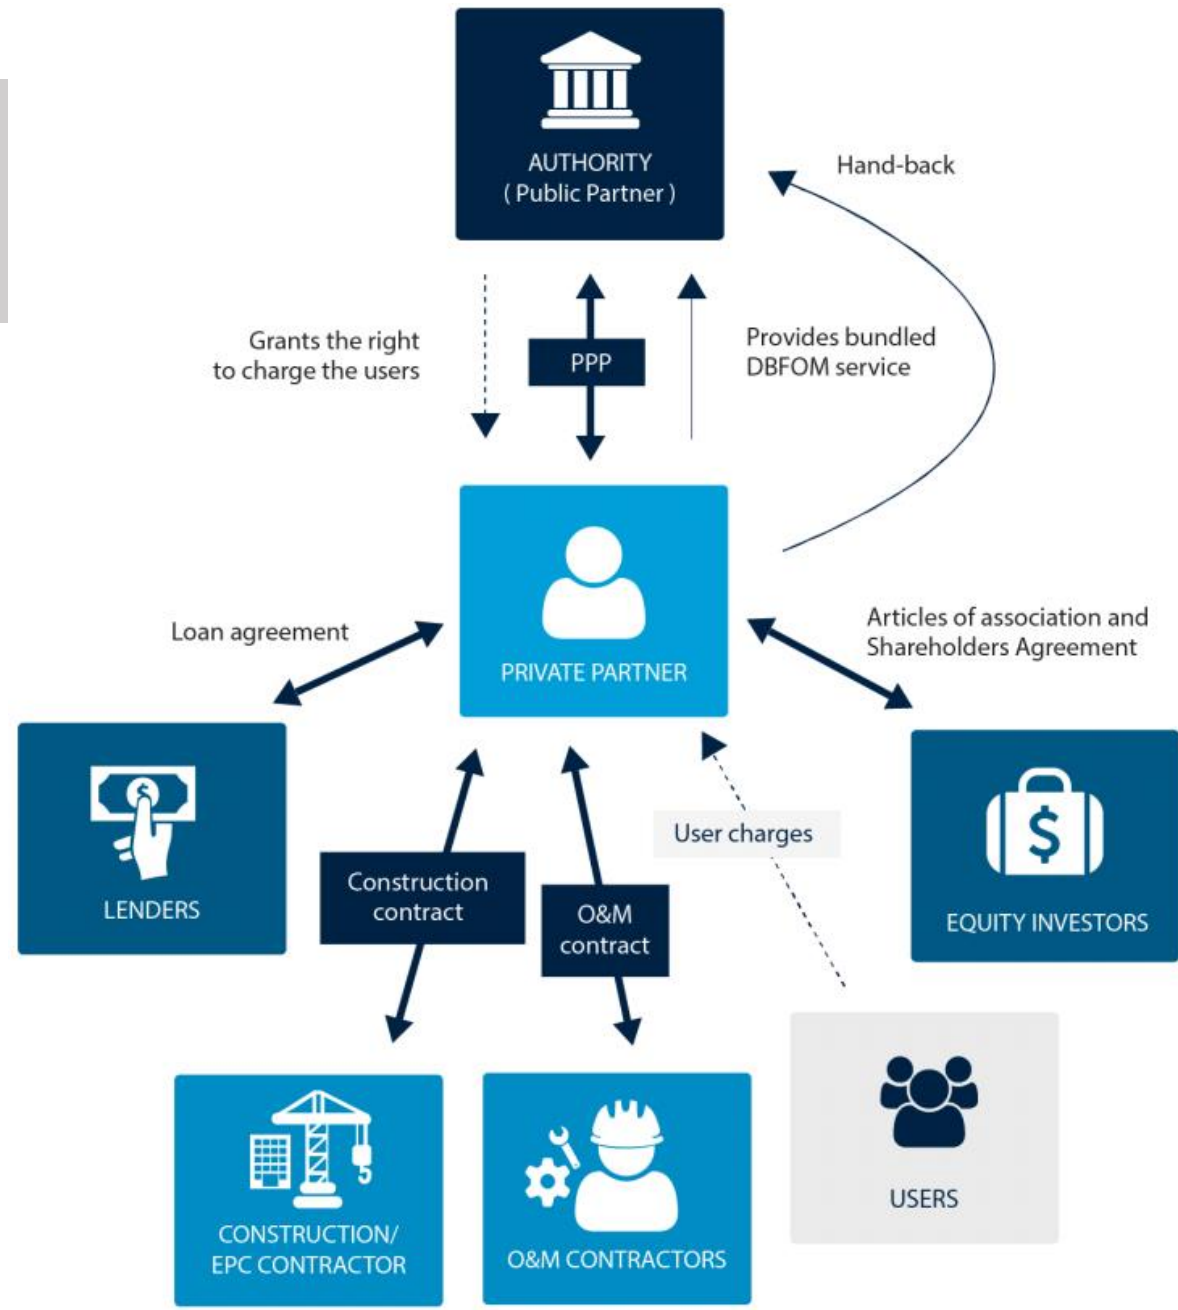 AUTHORITY
( Public Partner )
Hand-back
Grants the right
to charge the users
PPP
Provides bundled
DBFOM service
PRIVATE PARTNER
Loan agreement
Articles of association and
Shareholders Agreement
$
LENDERS
$
EQUITY INVESTORS
User charges
Construction
contract
O&M
contract
CONSTRUCTION/
EPC CONTRACTOR
O&M CONTRACTORS
USERS